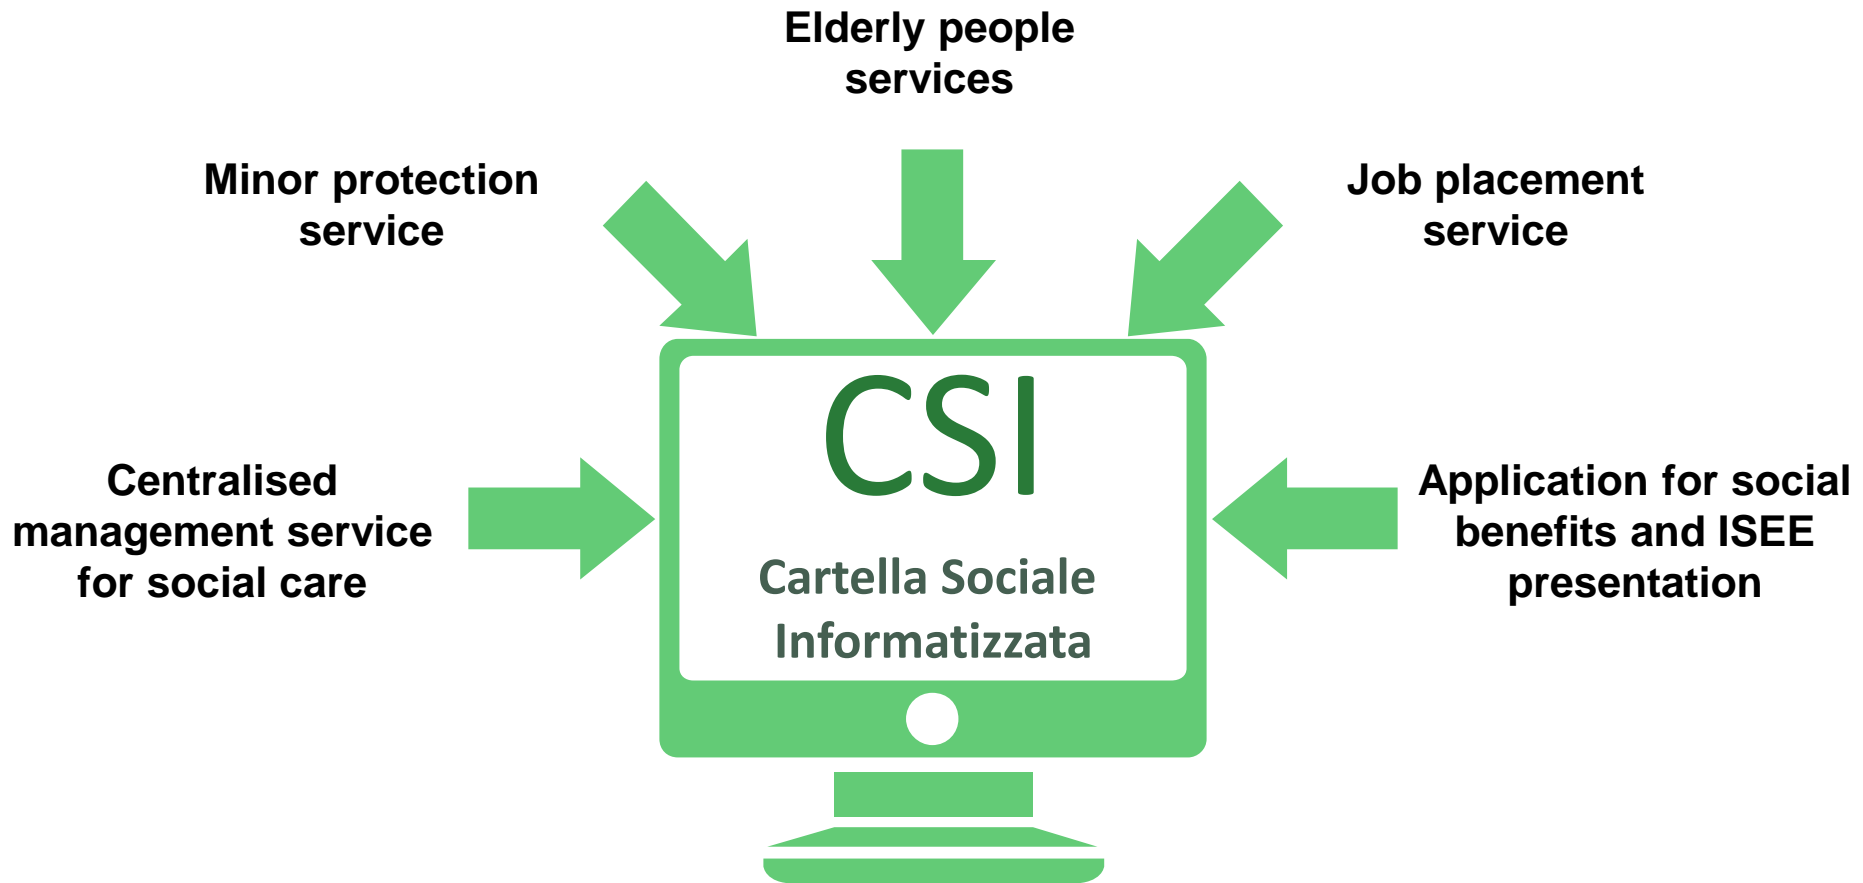 Elderly people
services
Minor protection
service
Job placement
service
Centralised
management service
for social care
CSI
Cartella Sociale
Informatizzata
Application for social
benefits and ISEE
presentation